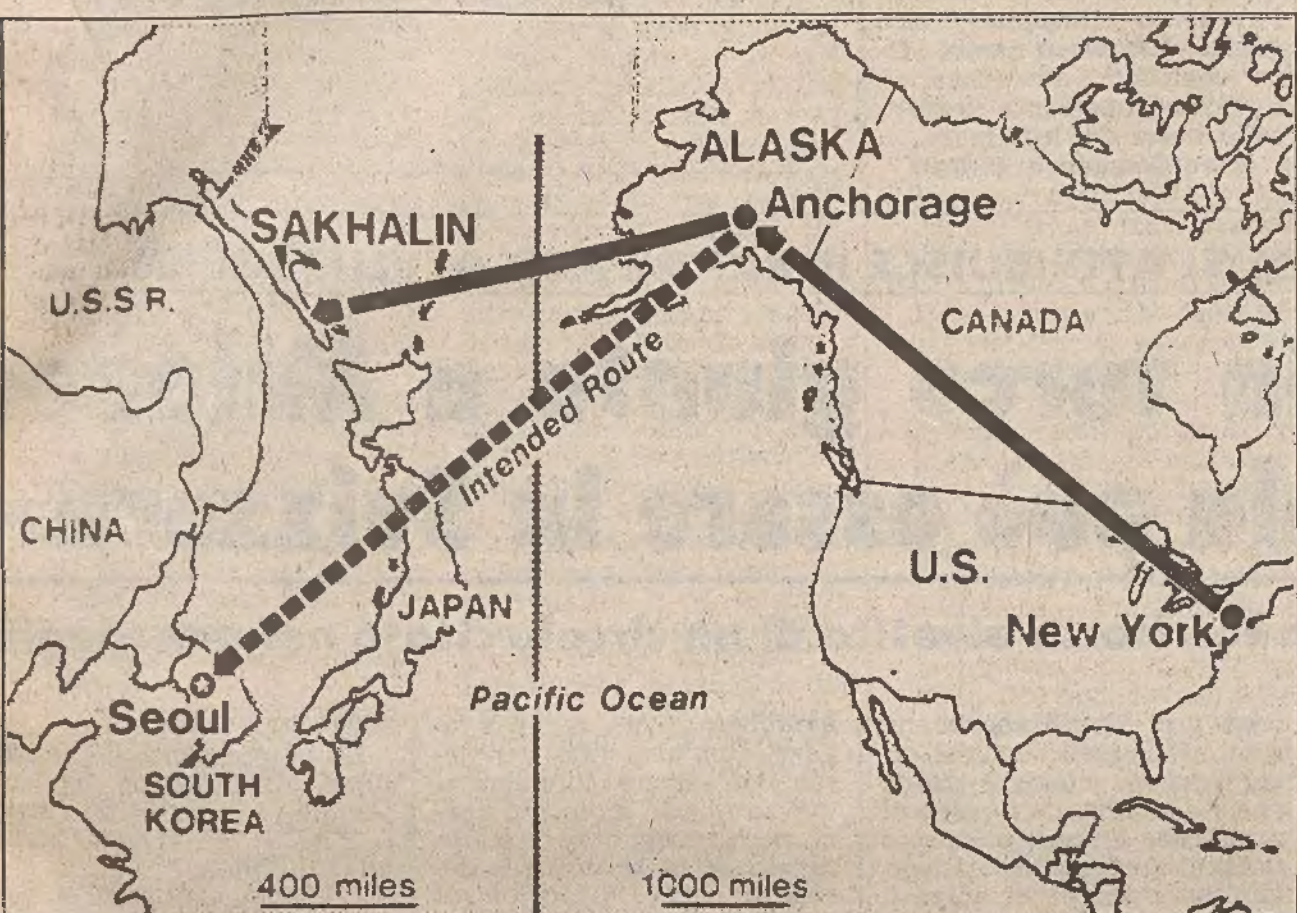 ALASKA
Anchorage
SAKHALIN
U.S.S R.
CANADA
Intended Route
CHINA
U.S.
JAPAN
New York
Pacific Ocean
Seoul
SOUTH
KOREA
400 miles
1000 miles